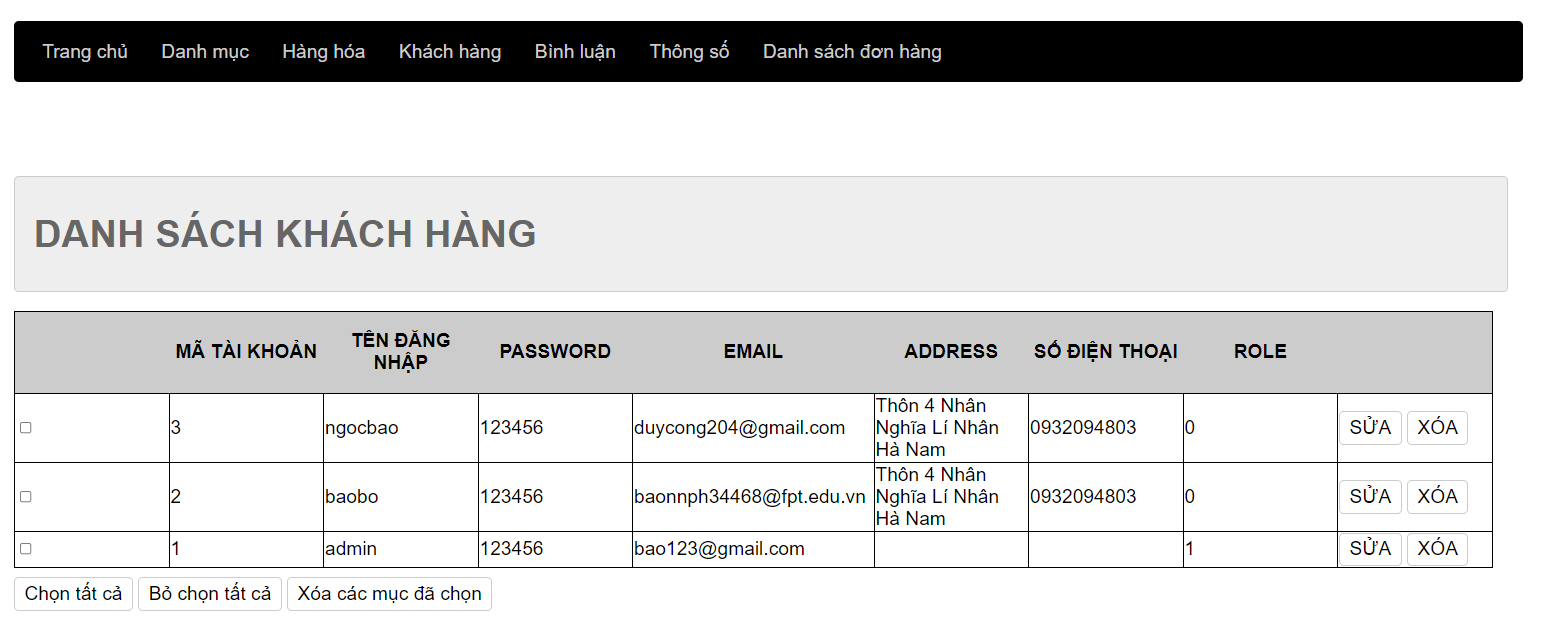 Trang chủ Danh mục Hàng hóa Khách hàng Bình luận Thông số Danh sách đơn hàng
DANH SÁCH KHÁCH HÀNG
MÃ TÀI KHOẢN TÊN ĐĂNG NHẬP PASSWORD EMAIL ADDRESS SỐ ĐIỆN THOẠI ROLE
3 ngocbao 123456 duycong204@gmail.com Thôn 4 Nhân Nghĩa Lí Nhân Hà Nam 0932094803 0 SỬA XÓA
2 baobo 123456 baonnph34468@fpt.edu.vn Thôn 4 Nhân Nghĩa Lí Nhân Hà Nam 0932094803 0 SỬA XÓA
1 admin 123456 bao123@gmail.com 1 SỬA XÓA
Chọn tất cả Bỏ chọn tất cả Xóa các mục đã chọn